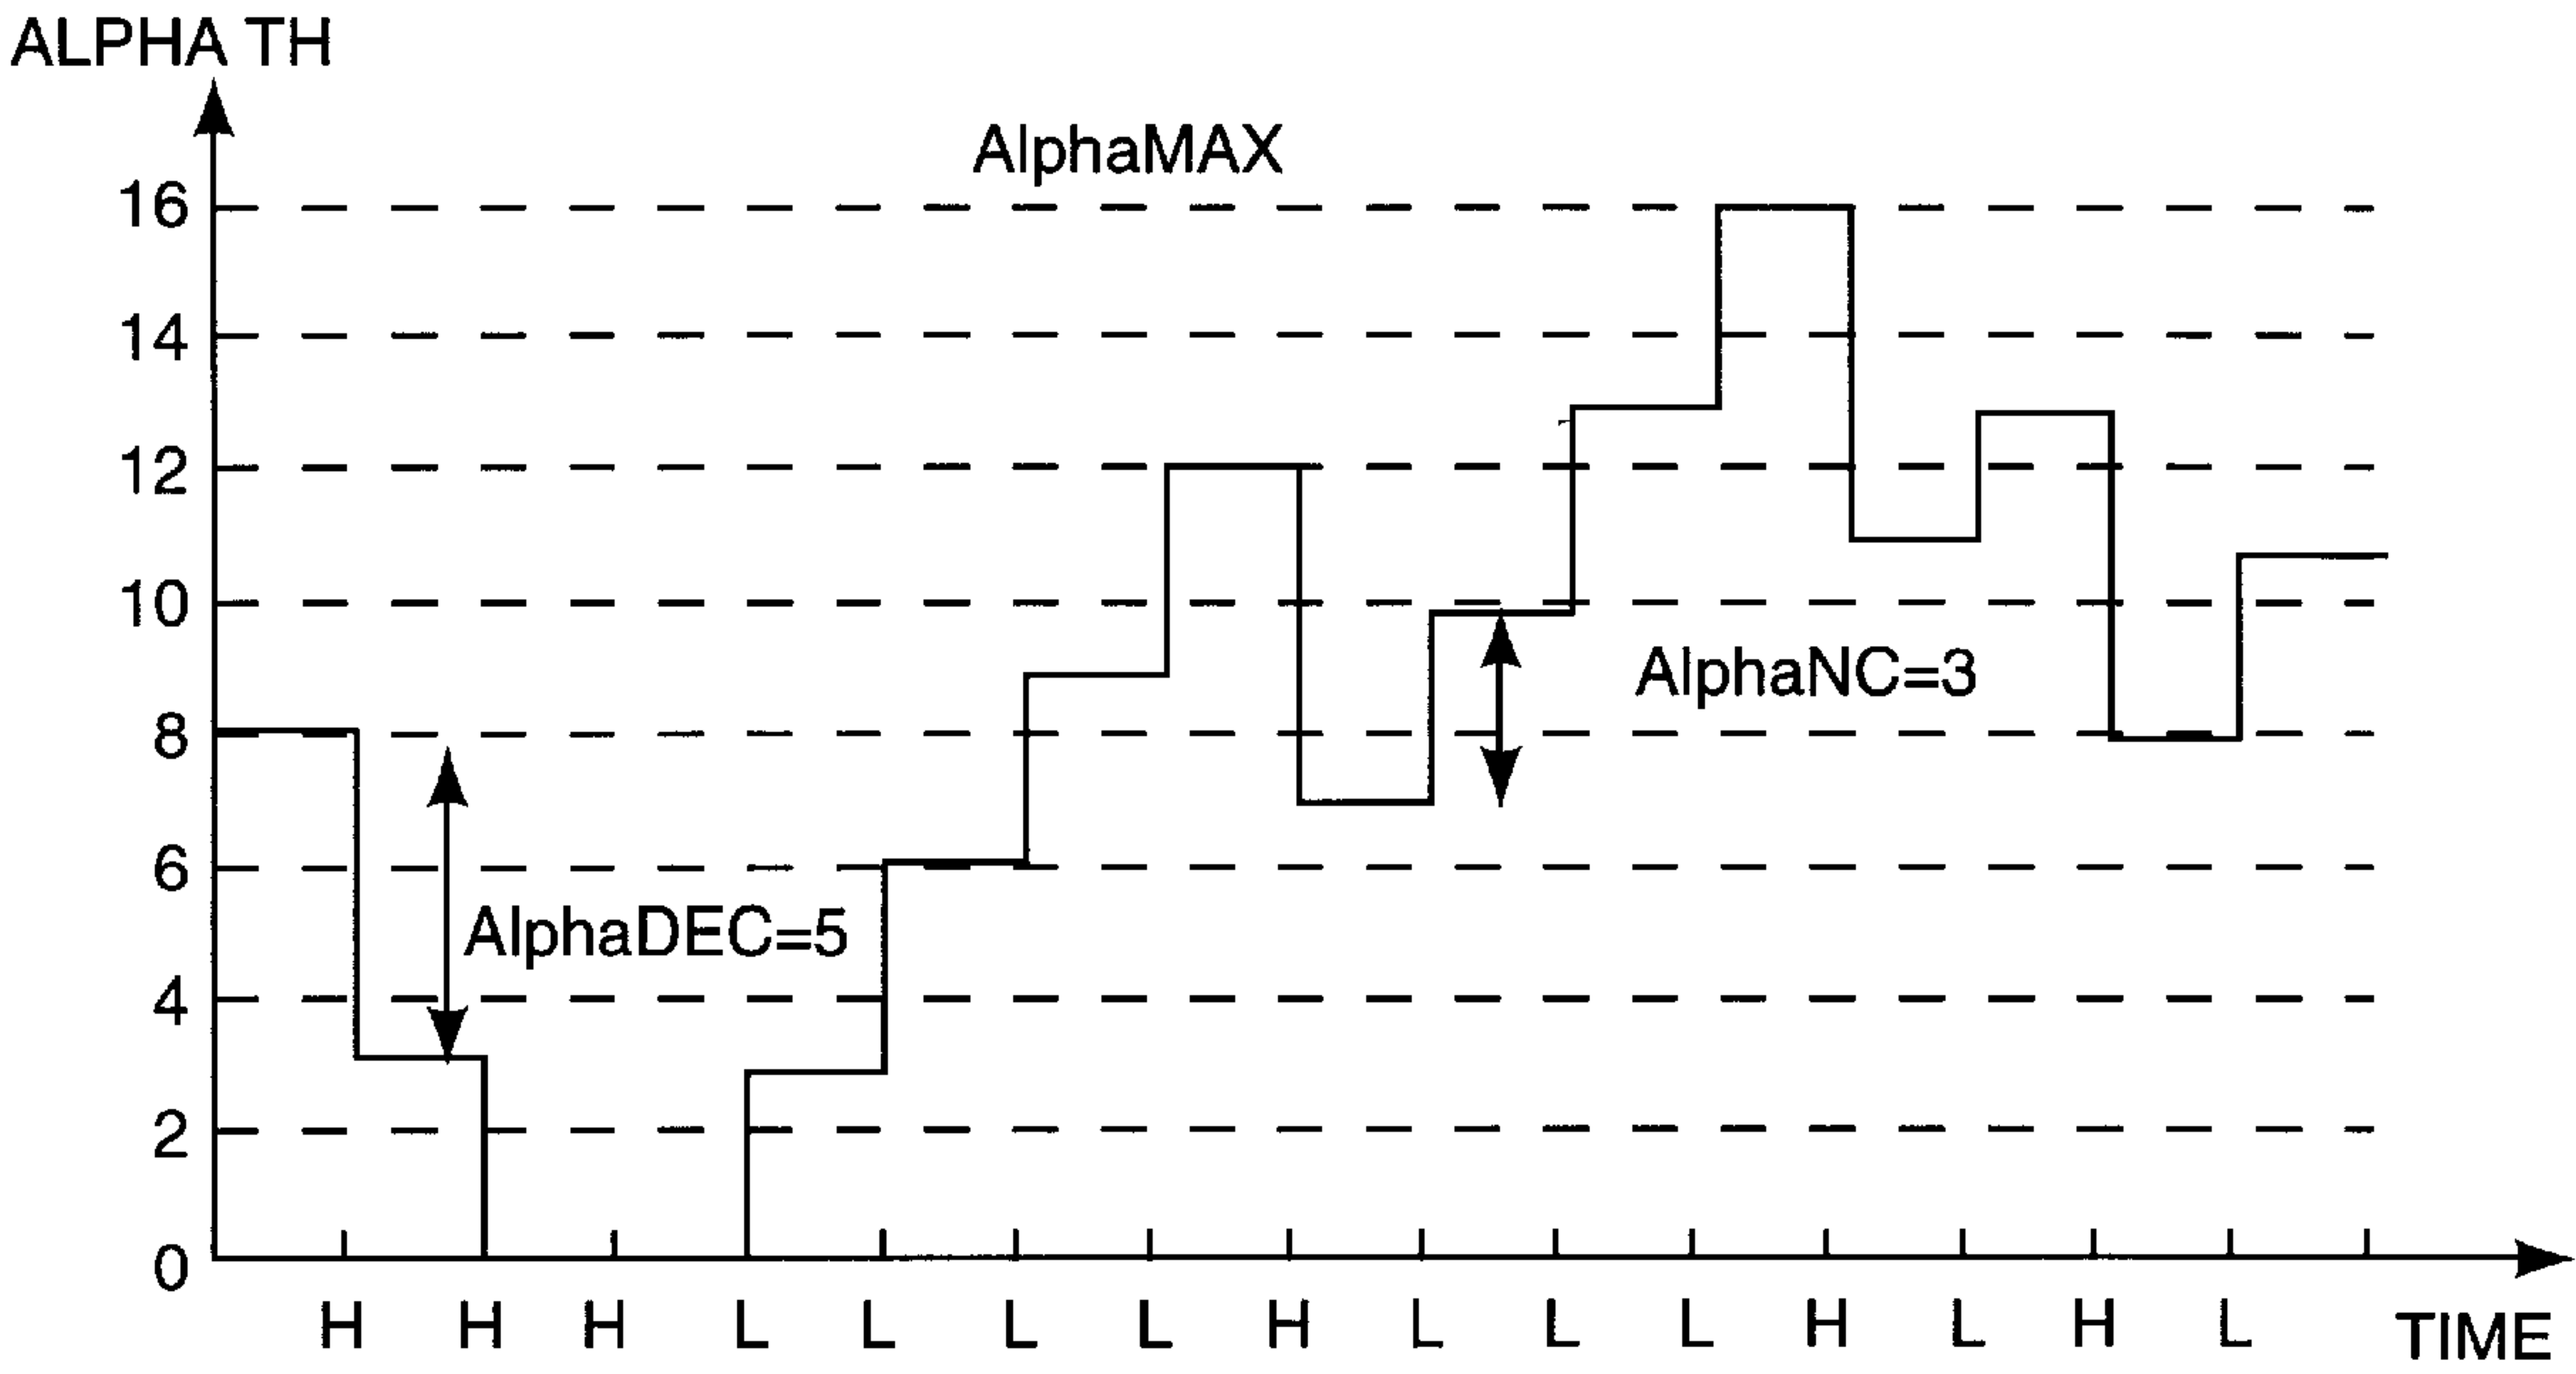 ALPHA TH
AlphaMAX
16
14
12
10
8
6
4
2
0
AlphaNC=3
AlphaDEC=5
H H H L L L L H L L L H L H L TIME